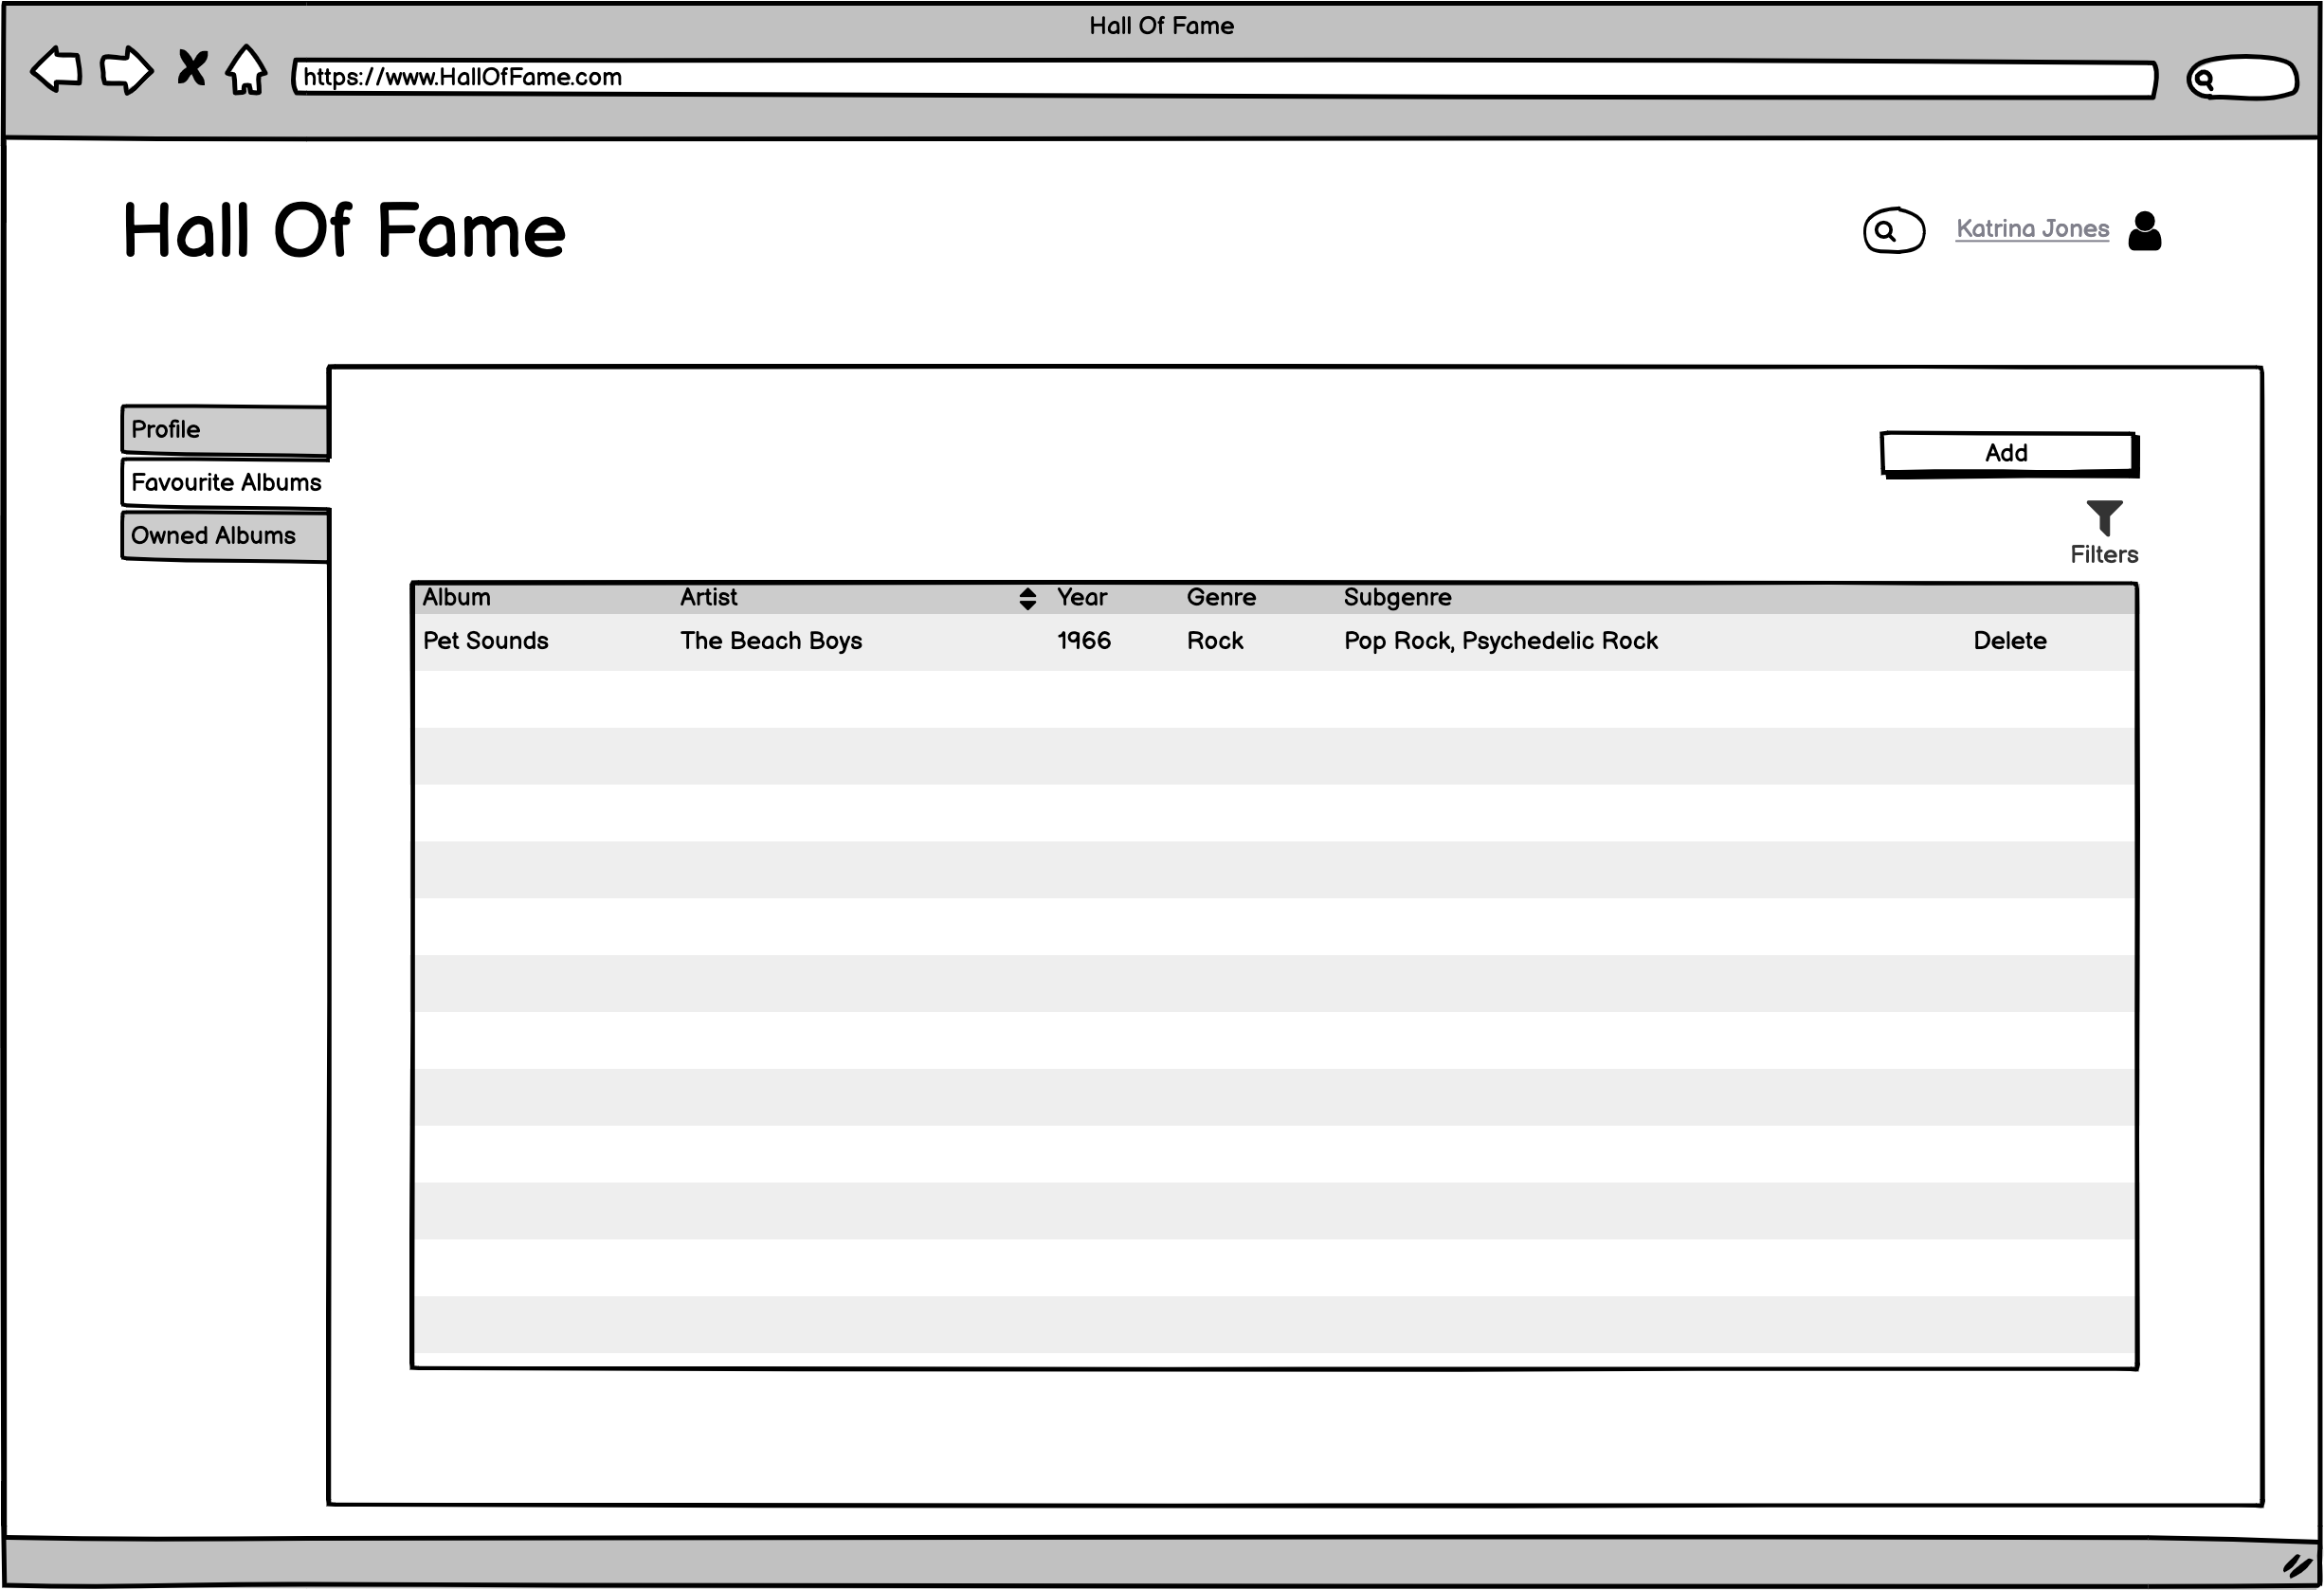 Hall Of Fame
https://www.HallOfFame.com
Hall Of Fame
Katrina Jones
Profile
Favourite Albums
Owned Albums
Add
Filters
Album Artist Year Genre Subgenre
Pet Sounds The Beach Boys 1966 Rock Pop Rock, Psychedelic Rock Delete